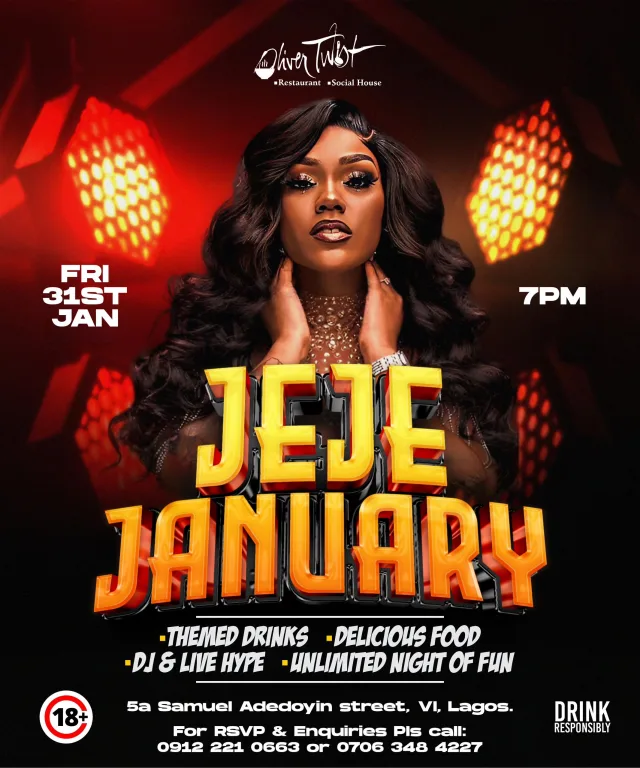 Oliver Twist
▪Restaurant ▪Social House
FRI
31ST
JAN
7PM
JEJE
JANUARY
▪THEMED DRINKS ▪DELICIOUS FOOD
▪DJ & LIVE HYPE ▪UNLIMITED NIGHT OF FUN
18+
5a Samuel Adedoyin street, VI, Lagos.
For RSVP & Enquiries Pls call:
0912 221 0663 or 0706 348 4227
DRINK
RESPONSIBLY